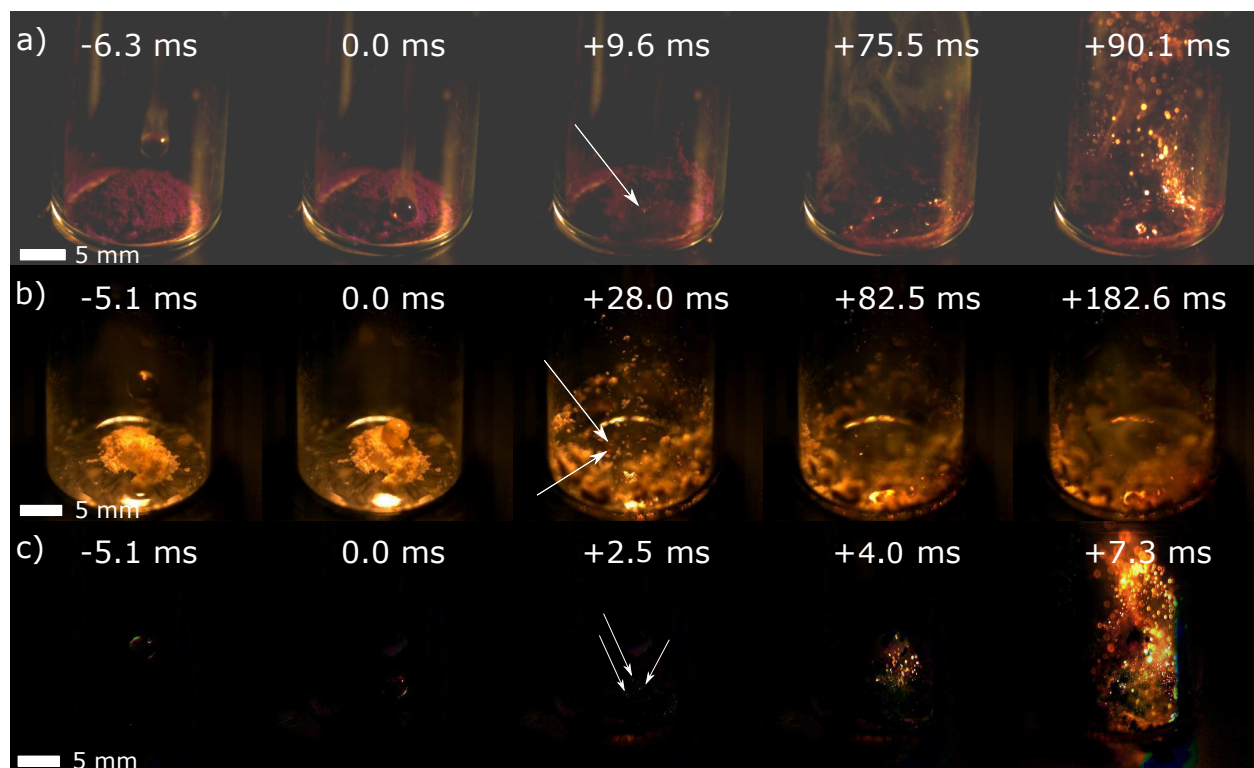 a) -6.3 ms 0.0 ms +9.6 ms +75.5 ms +90.1 ms
5 mm
b) -5.1 ms 0.0 ms +28.0 ms +82.5 ms +182.6 ms
5 mm
c) -5.1 ms 0.0 ms +2.5 ms +4.0 ms +7.3 ms
5 mm